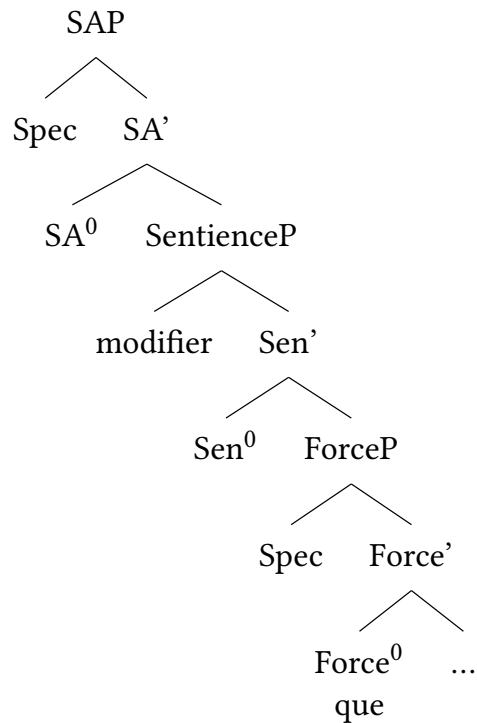 SAP
Spec SA’
SA⁰ SentienceP
modifier Sen’
Sen⁰ ForceP
Spec Force’
Force⁰ ...
que